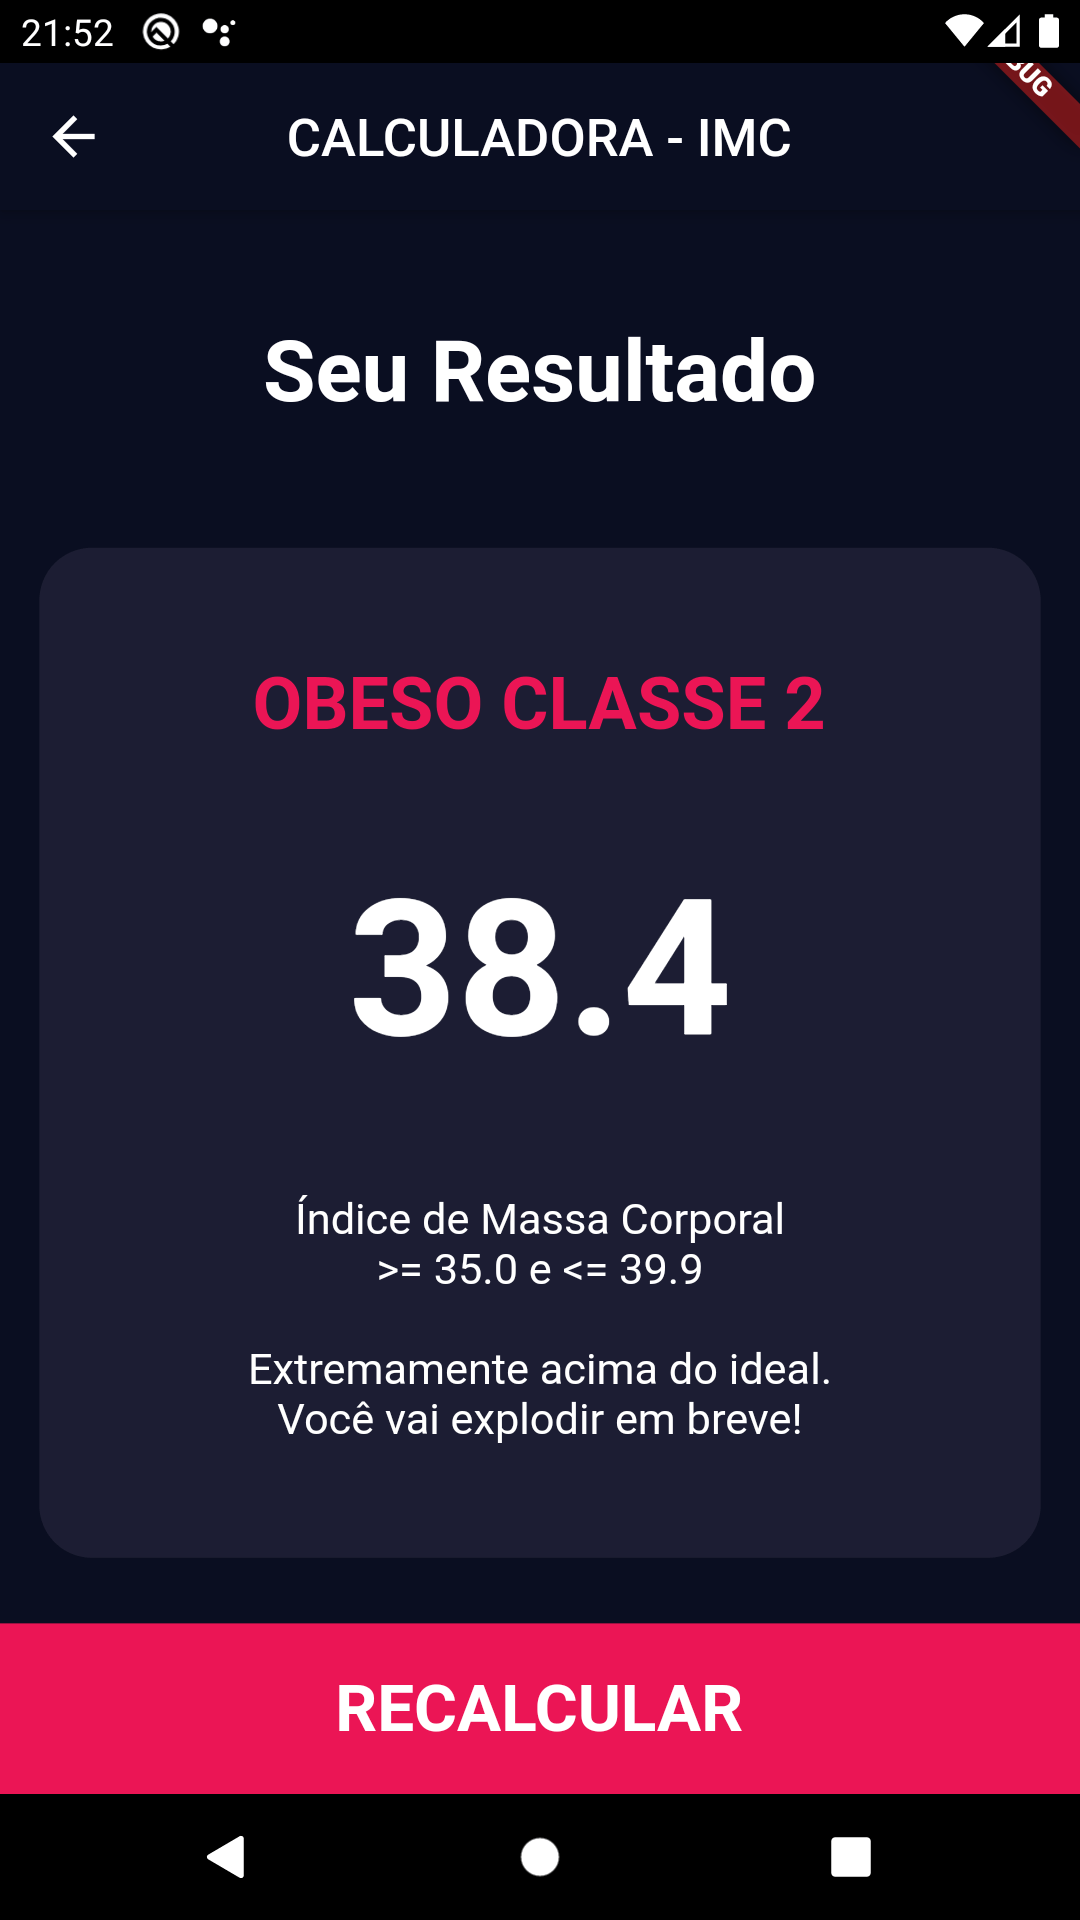 21:52
BUG
CALCULADORA - IMC
Seu Resultado
OBESO CLASSE 2
38.4
Índice de Massa Corporal
>= 35.0 e <= 39.9
Extremamente acima do ideal.
Você vai explodir em breve!
RECALCULAR